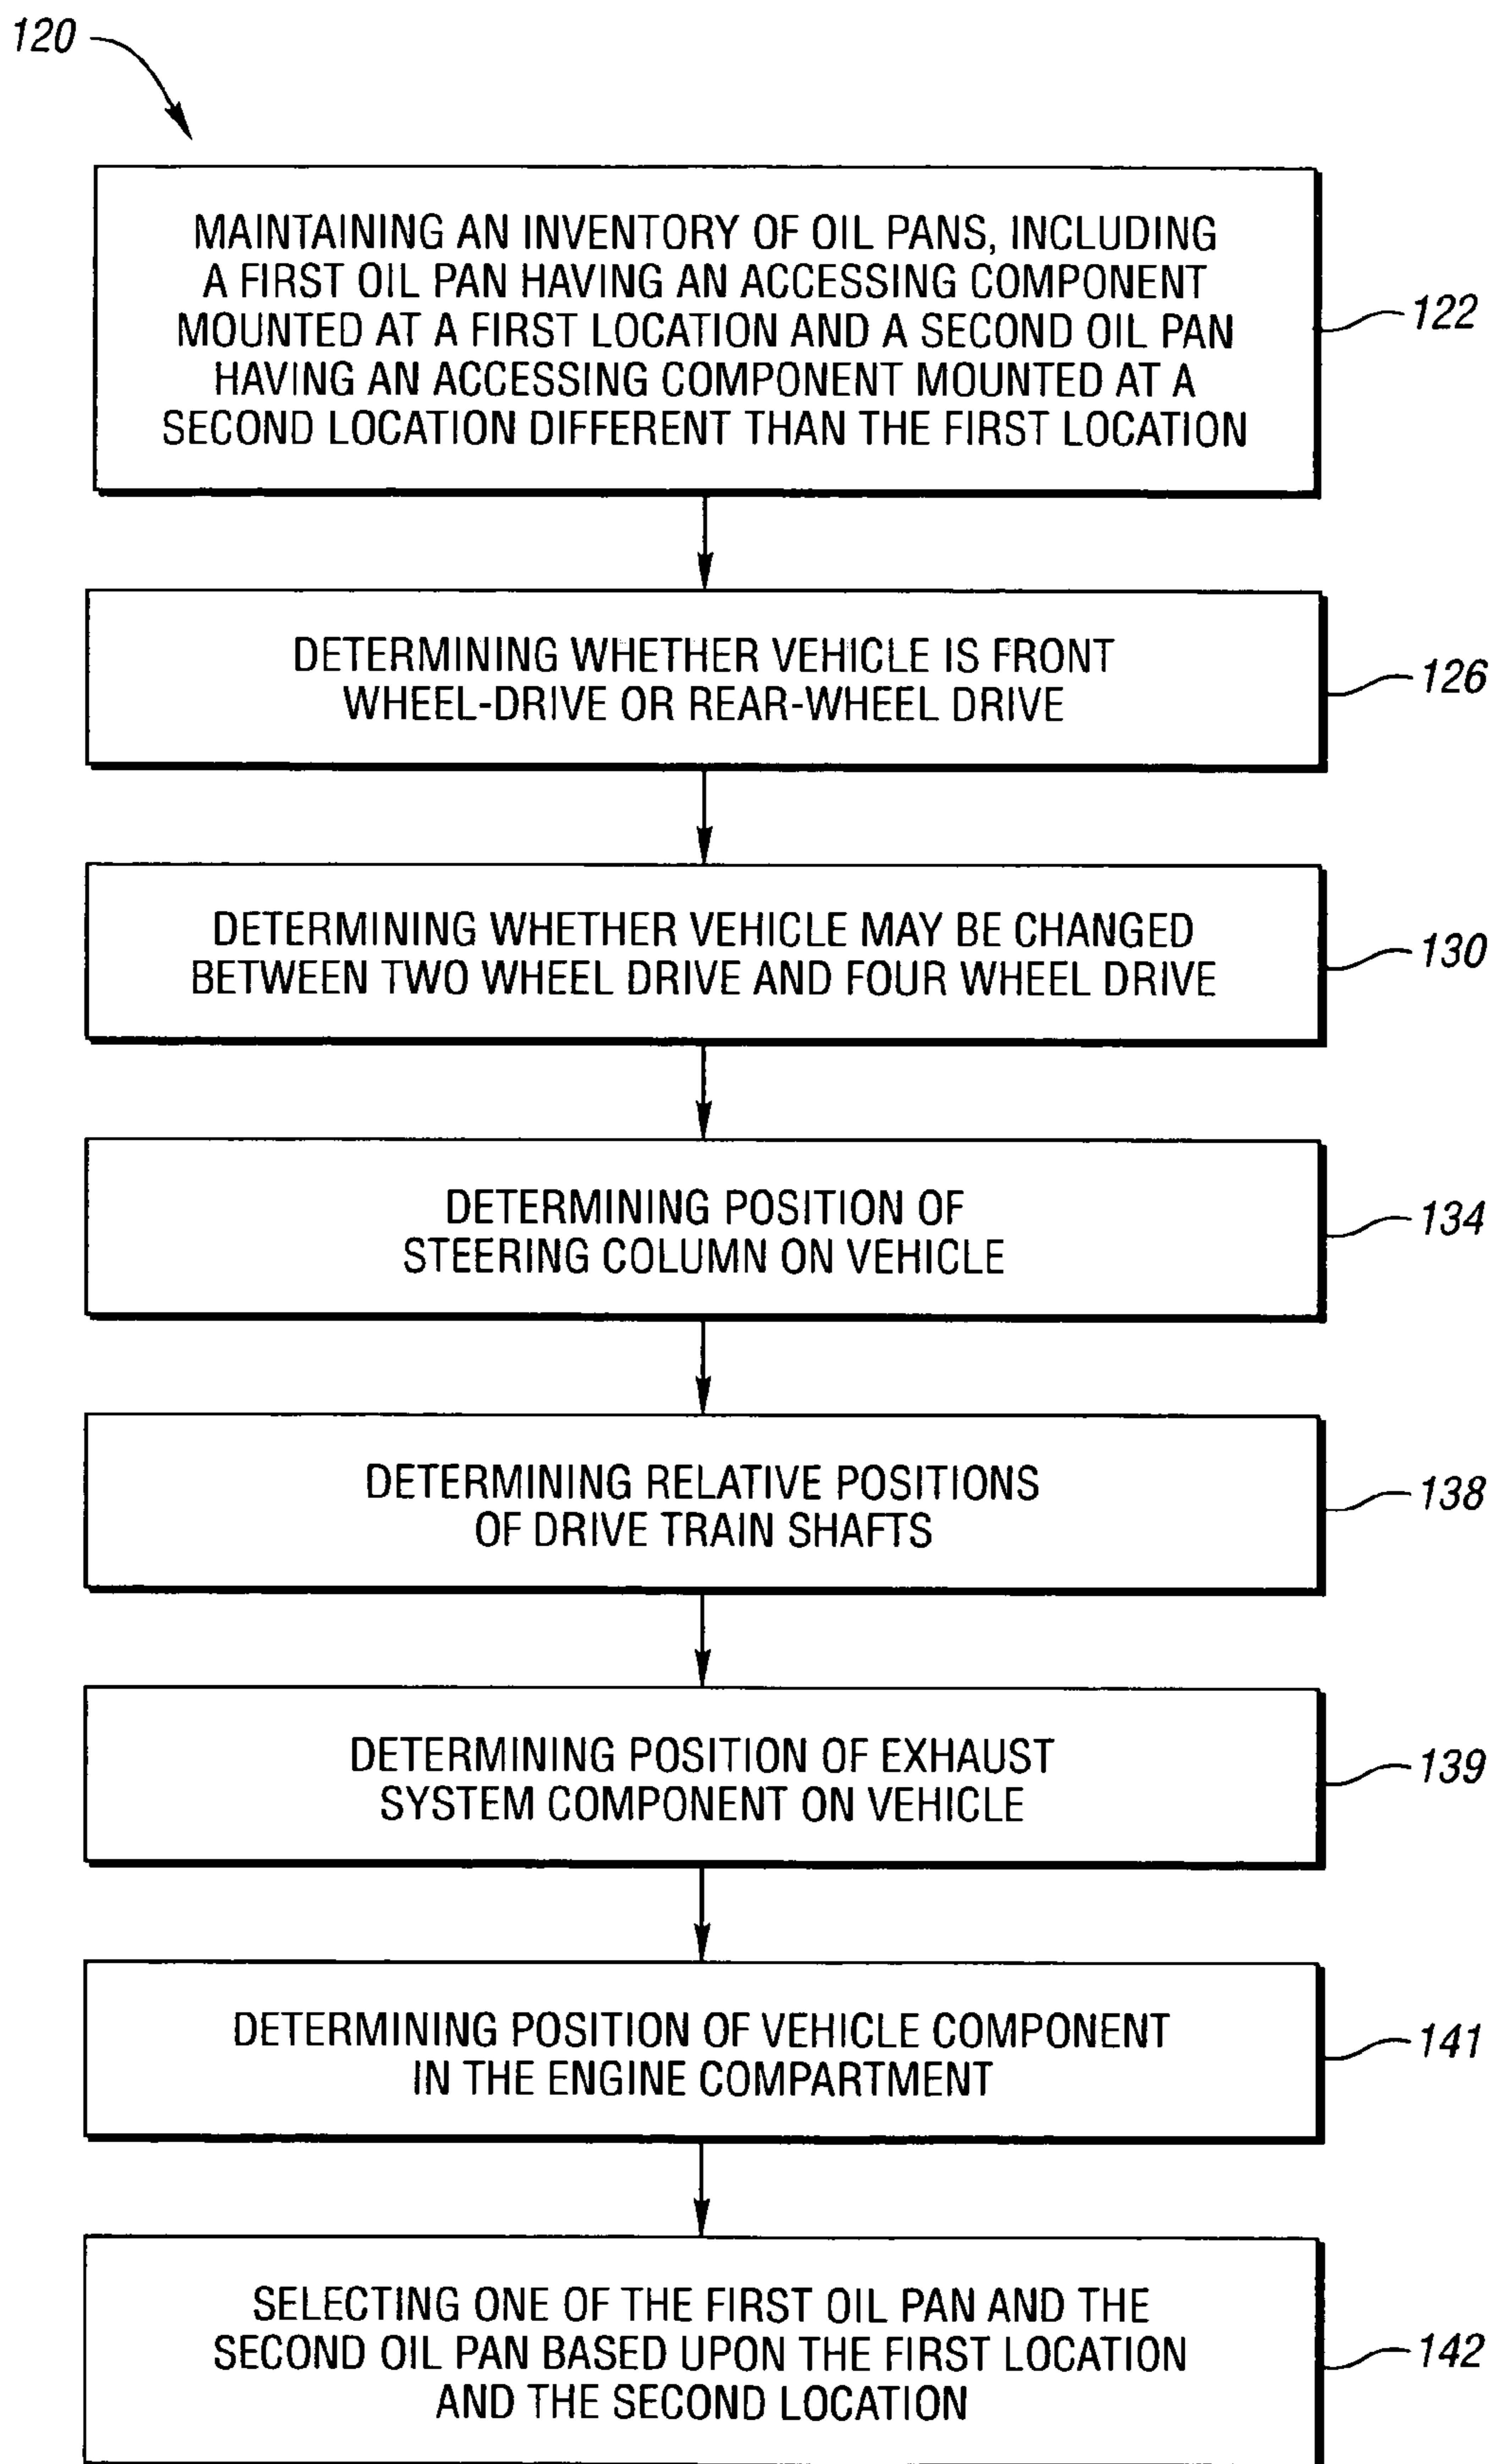 120
MAINTAINING AN INVENTORY OF OIL PANS, INCLUDING
A FIRST OIL PAN HAVING AN ACCESSING COMPONENT
MOUNTED AT A FIRST LOCATION AND A SECOND OIL PAN
HAVING AN ACCESSING COMPONENT MOUNTED AT A
SECOND LOCATION DIFFERENT THAN THE FIRST LOCATION
122
DETERMINING WHETHER VEHICLE IS FRONT
WHEEL-DRIVE OR REAR-WHEEL DRIVE
126
DETERMINING WHETHER VEHICLE MAY BE CHANGED
BETWEEN TWO WHEEL DRIVE AND FOUR WHEEL DRIVE
130
DETERMINING POSITION OF
STEERING COLUMN ON VEHICLE
134
DETERMINING RELATIVE POSITIONS
OF DRIVE TRAIN SHAFTS
138
DETERMINING POSITION OF EXHAUST
SYSTEM COMPONENT ON VEHICLE
139
DETERMINING POSITION OF VEHICLE COMPONENT
IN THE ENGINE COMPARTMENT
141
SELECTING ONE OF THE FIRST OIL PAN AND THE
SECOND OIL PAN BASED UPON THE FIRST LOCATION
AND THE SECOND LOCATION
142